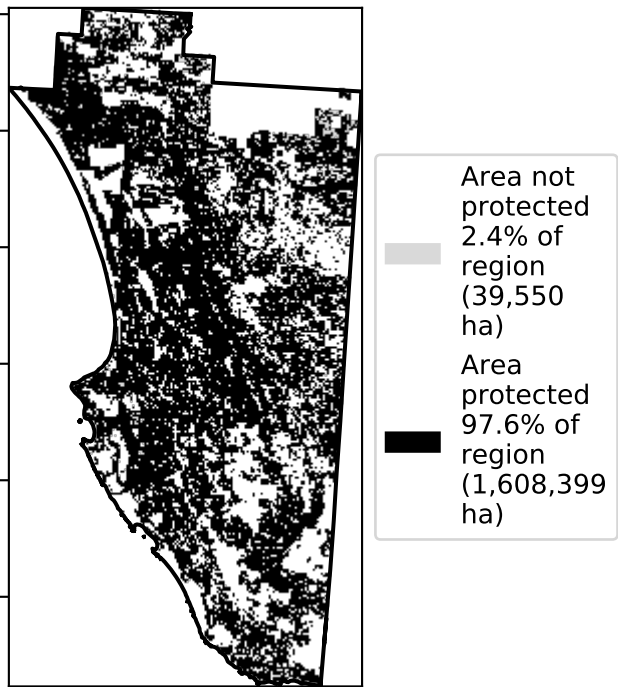 Area not
protected
2.4% of
region
(39,550
ha)
Area
protected
97.6% of
region
(1,608,399
ha)